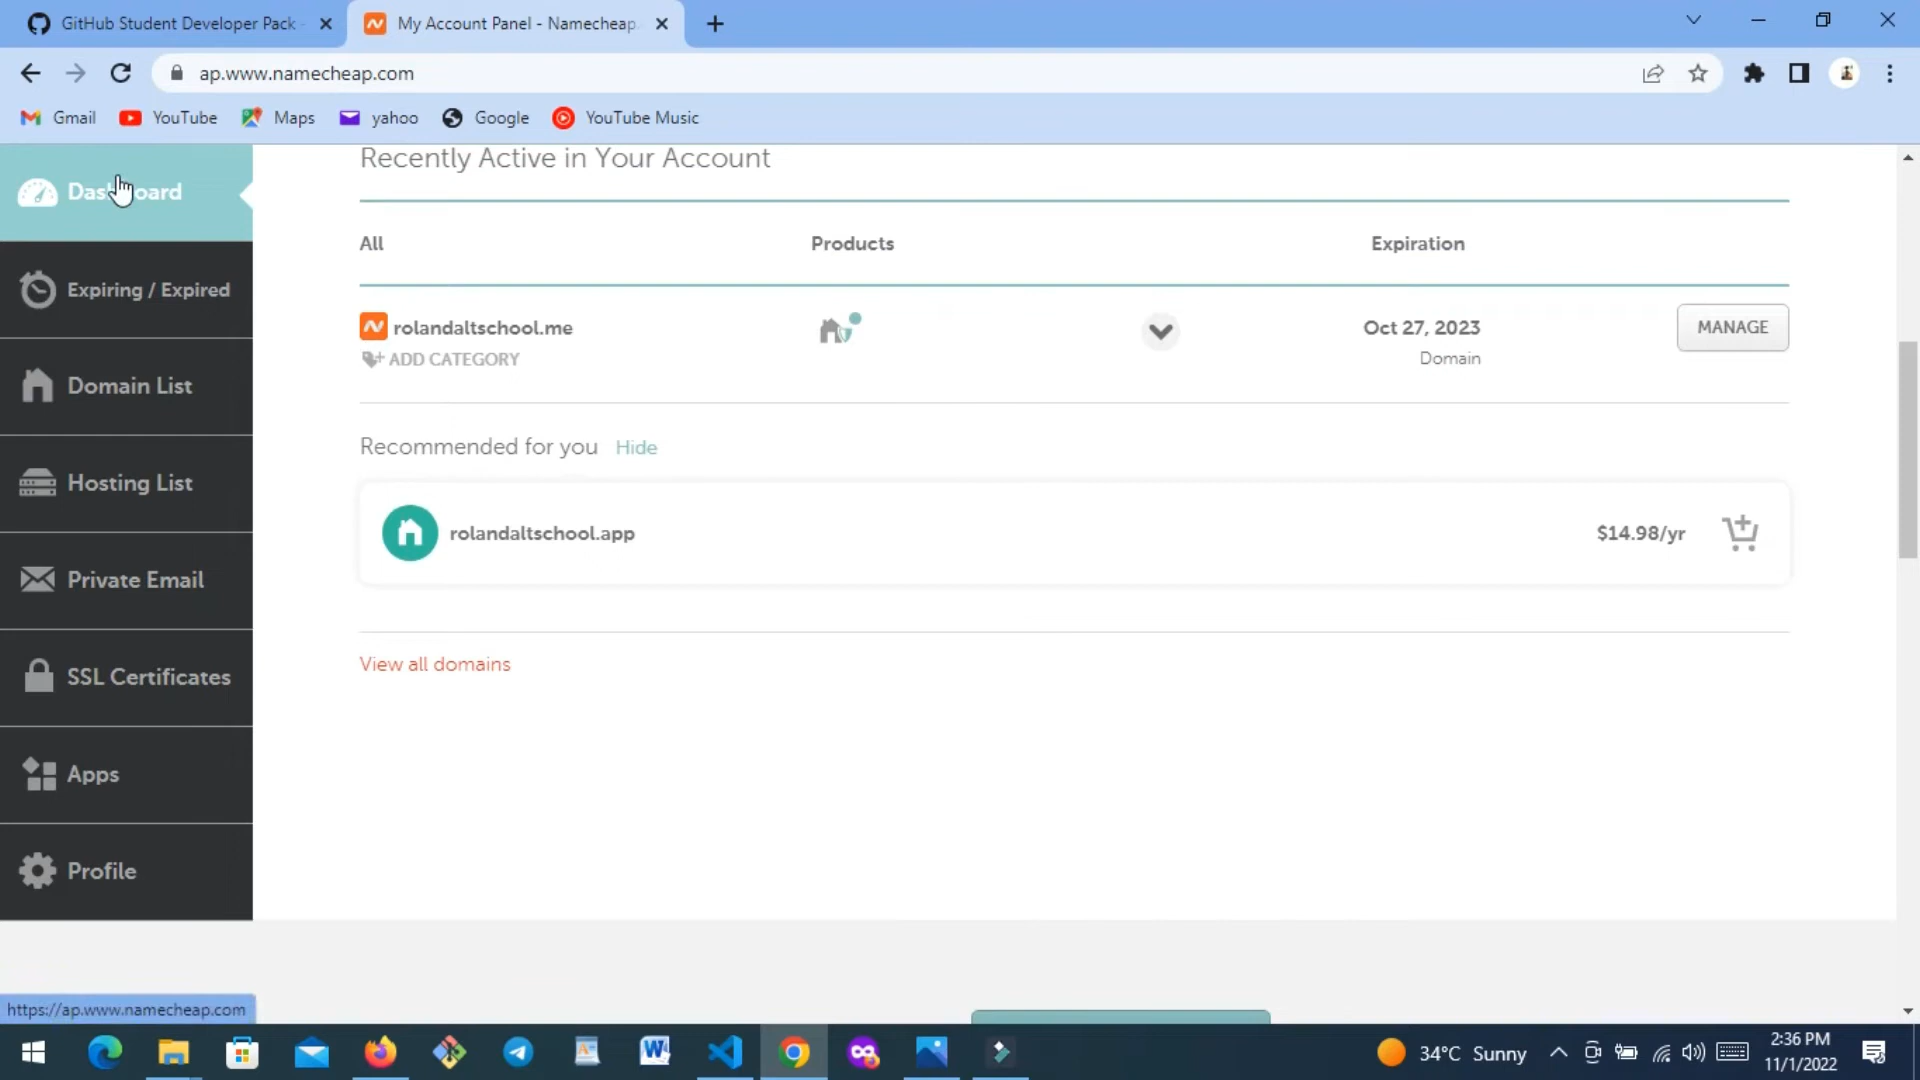 GitHub Student Developer Pack -
My Account Panel - Namecheap.
ap.www.namecheap.com
Gmail
YouTube
Maps
yahoo
Google
YouTube Music
Dashboard
Expiring / Expired
Domain List
Hosting List
Private Email
SSL Certificates
Apps
Profile
Recently Active in Your Account
All Products Expiration
rolandaltschool.me Oct 27, 2023 MANAGE
ADD CATEGORY Domain
Recommended for you Hide
rolandaltschool.app $14.98/yr
View all domains
https://ap.www.namecheap.com
34°C Sunny
2:36 PM
11/1/2022